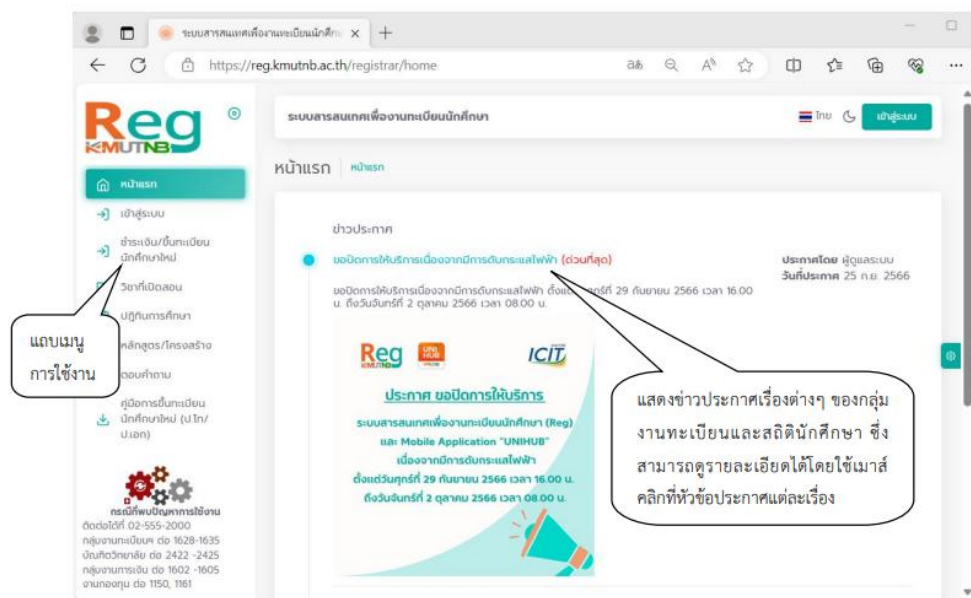 ระบบสารสนเทศเพื่องานทะเบียนนักศึก
https://reg.kmutnb.ac.th/registrar/home
Reg
KMUTNB
ระบบสารสนเทศเพื่องานทะเบียนนักศึกษา
ไทย
เข้าสู่ระบบ
หน้าแรก
หน้าแรก
หน้าแรก
เข้าสู่ระบบ
ชำระเงิน/ขึ้นทะเบียน
นักศึกษาใหม่
วิชาที่เปิดสอน
ปฏิทินการศึกษา
หลักสูตร/โครงสร้าง
ตอบคำถาม
คู่มือการขึ้นทะเบียน
นักศึกษาใหม่ (ป.โท/
ป.เอก)
แถบเมนู
การใช้งาน
กรณีที่พบปัญหาการใช้งาน
ติดต่อได้ที่ 02-555-2000
กลุ่มงานทะเบียนฯ ต่อ 1628-1635
บัณฑิตวิทยาลัย ต่อ 2422 -2425
กลุ่มงานการเงิน ต่อ 1602 -1605
งานกองทุน ต่อ 1150, 1161
ข่าวประกาศ
ขอปิดการให้บริการเนื่องจากมีการดับกระแสไฟฟ้า (ด่วนที่สุด)
ประกาศโดย ผู้ดูแลระบบ
วันที่ประกาศ 25 ก.ย. 2566
ขอปิดการให้บริการเนื่องจากมีการดับกระแสไฟฟ้า ตั้งแต่ ศุกร์ที่ 29 กันยายน 2566 เวลา 16.00
น. ถึงวันจันทร์ที่ 2 ตุลาคม 2566 เวลา 08.00 น.
Reg
KMUTNB
UNI
HUB
ICIT
ประกาศ ขอปิดการให้บริการ
ระบบสารสนเทศเพื่องานทะเบียนนักศึกษา (Reg)
และ Mobile Application "UNIHUB"
เนื่องจากมีการดับกระแสไฟฟ้า
ตั้งแต่วันศุกร์ที่ 29 กันยายน 2566 เวลา 16.00 น.
ถึงวันจันทร์ที่ 2 ตุลาคม 2566 เวลา 08.00 น.
แสดงข่าวประกาศเรื่องต่างๆ ของกลุ่ม
งานทะเบียนและสถิตินักศึกษา ซึ่ง
สามารถดูรายละเอียดได้โดยใช้เมาส์
คลิกที่หัวข้อประกาศแต่ละเรื่อง